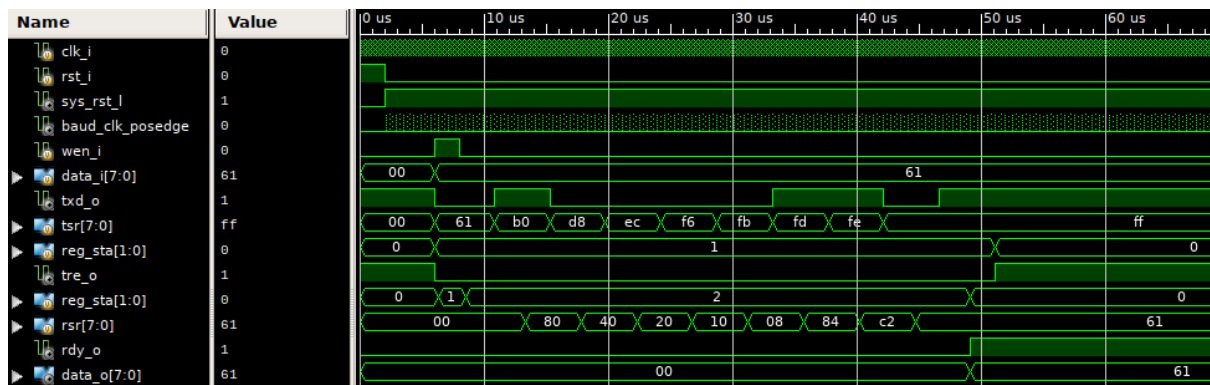 Name Value 0 us 10 us 20 us 30 us 40 us 50 us 60 us
clk_i 0
rst_i 0
sys_rst_l 1
baud_clk_posedge 0
wen_i 0
data_i[7:0] 61 00 61
txd_o 1
tsr[7:0] ff 00 61 b0 d8 ec f6 fb fd fe ff
reg_sta[1:0] 0 0 1 0
tre_o 1
reg_sta[1:0] 0 0 1 2 0
rsr[7:0] 61 00 80 40 20 10 08 84 c2 61
rdy_o 1
data_o[7:0] 61 00 61